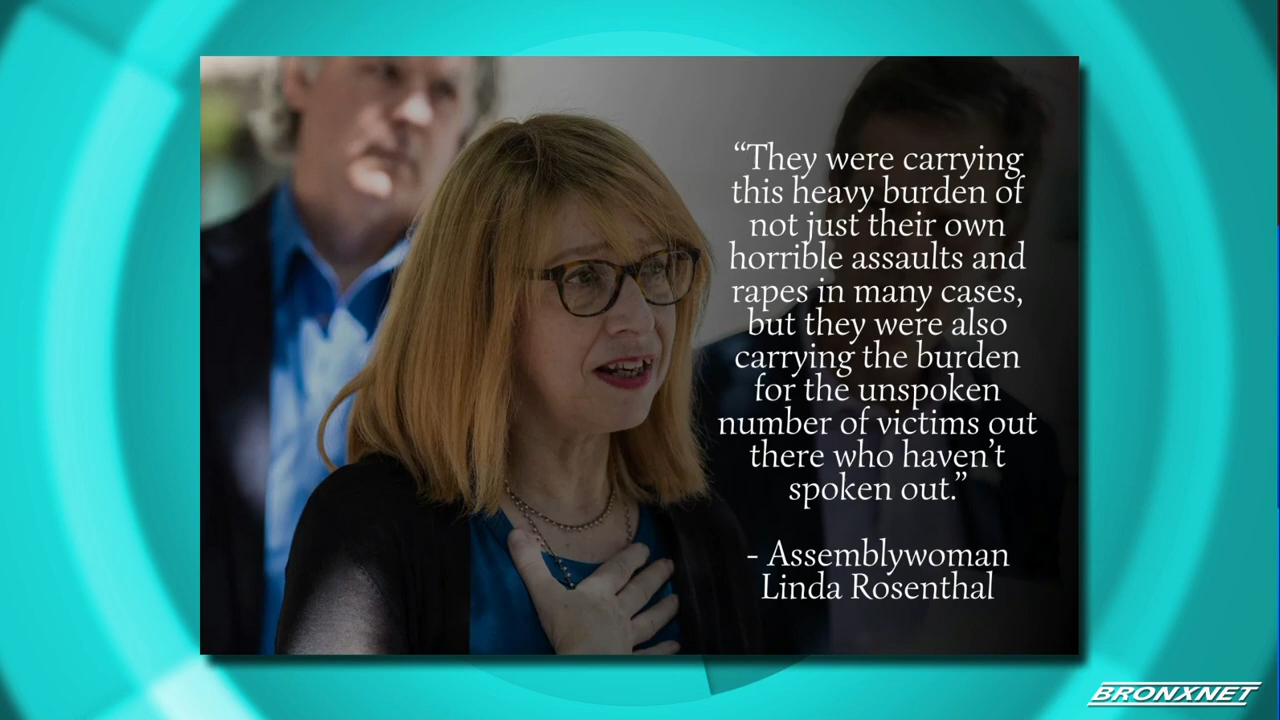 “They were carrying
this heavy burden of
not just their own
horrible assaults and
rapes in many cases,
but they were also
carrying the burden
for the unspoken
number of victims out
there who haven’t
spoken out.”
- Assemblywoman
Linda Rosenthal
BRONXNET